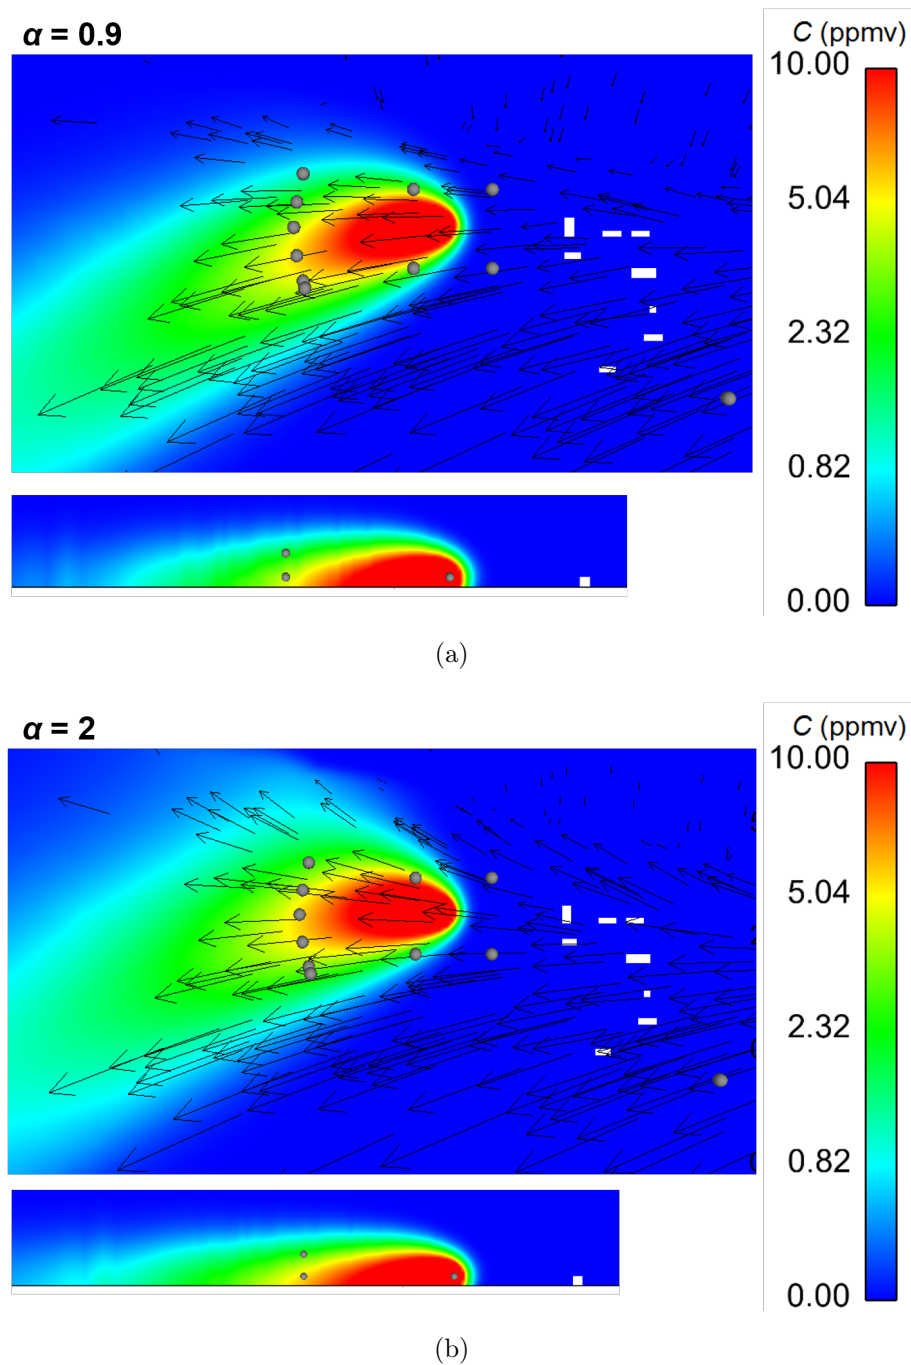 α = 0.9
C (ppmv)
10.00
5.04
2.32
0.82
0.00
(a)
α = 2
C (ppmv)
10.00
5.04
2.32
0.82
0.00
(b)